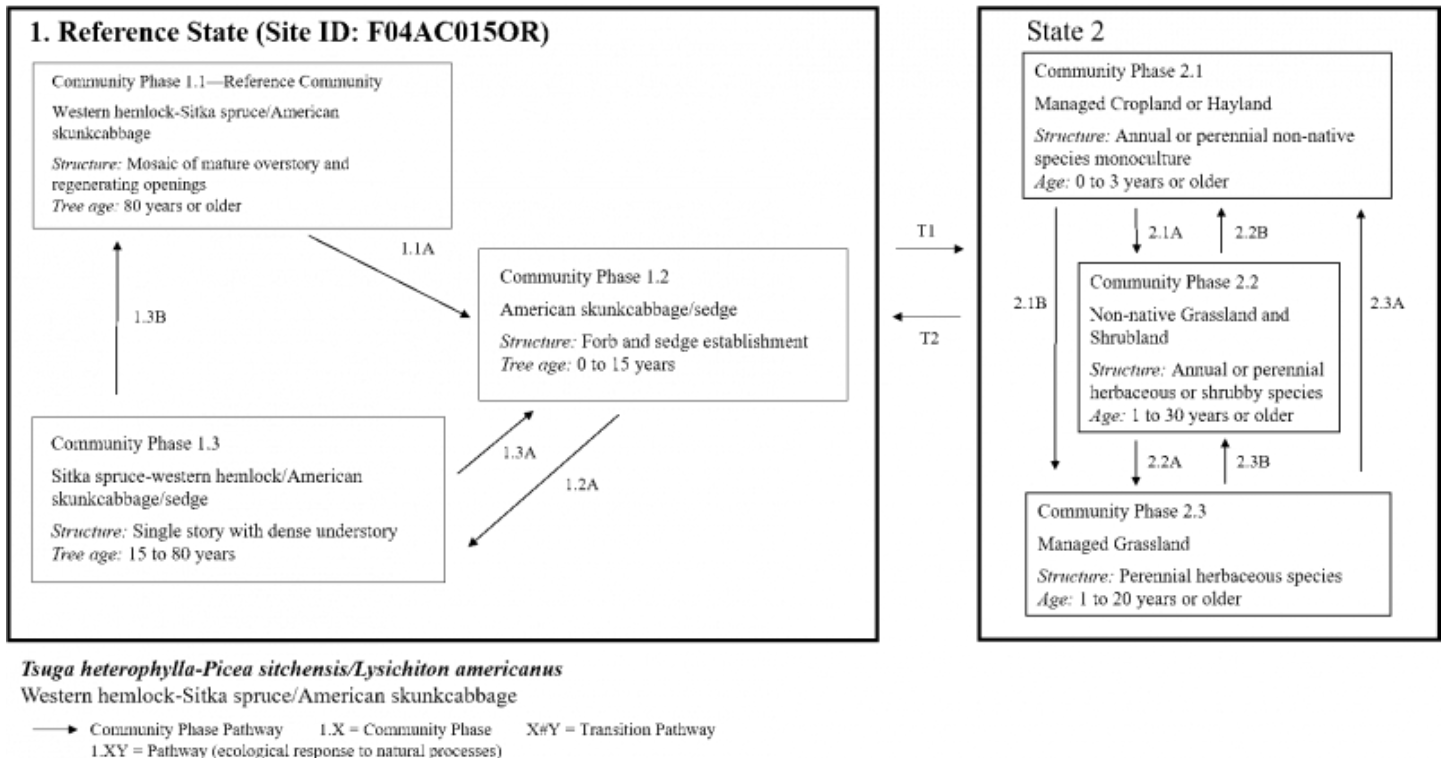 1. Reference State (Site ID: F04AC015OR)
Community Phase 1.1—Reference Community
Western hemlock-Sitka spruce/American
skunkcabbage
Structure: Mosaic of mature overstory and
regenerating openings
Tree age: 80 years or older
1.1A
1.3B
Community Phase 1.2
American skunkcabbage/sedge
Structure: Forb and sedge establishment
Tree age: 0 to 15 years
Community Phase 1.3
Sitka spruce-western hemlock/American
skunkcabbage/sedge
Structure: Single story with dense understory
Tree age: 15 to 80 years
1.3A
1.2A
T1
T2
State 2
Community Phase 2.1
Managed Cropland or Hayland
Structure: Annual or perennial non-native
species monoculture
Age: 0 to 3 years or older
2.1A
2.2B
2.1B
2.3A
Community Phase 2.2
Non-native Grassland and
Shrubland
Structure: Annual or perennial
herbaceous or shrubby species
Age: 1 to 30 years or older
2.2A
2.3B
Community Phase 2.3
Managed Grassland
Structure: Perennial herbaceous species
Age: 1 to 20 years or older
Tsuga heterophylla-Picea sitchensis/Lysichiton americanus
Western hemlock-Sitka spruce/American skunkcabbage
Community Phase Pathway 1.X = Community Phase X#Y = Transition Pathway
1.XY = Pathway (ecological response to natural processes)